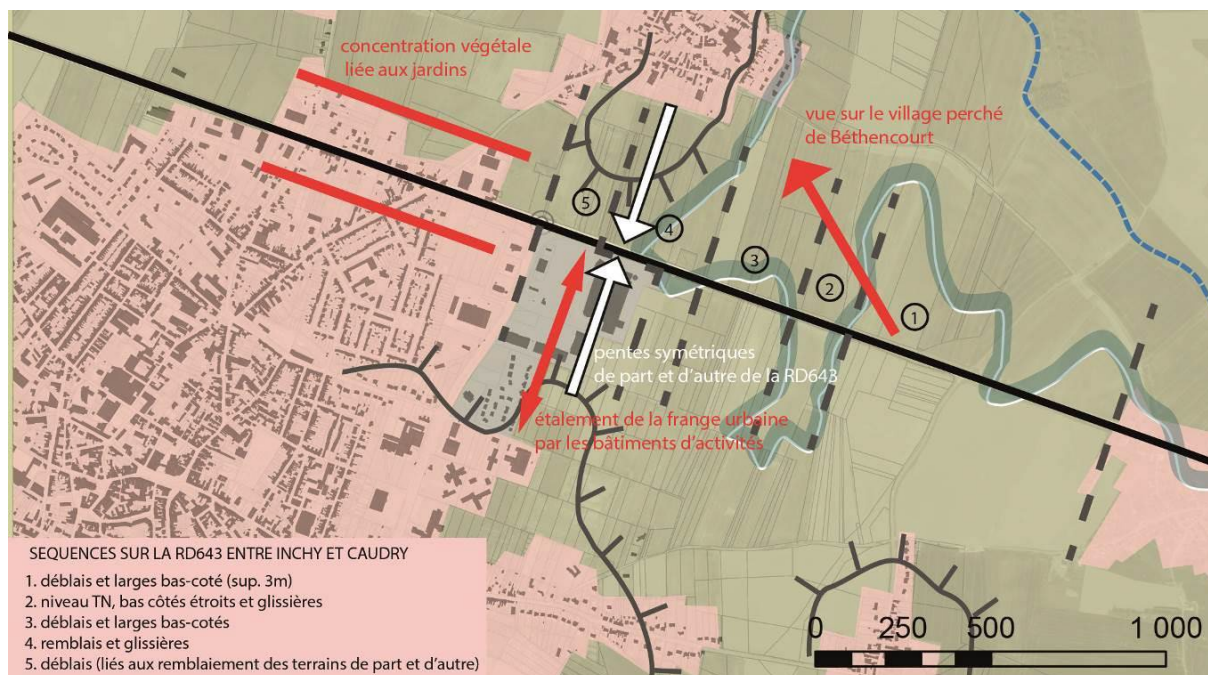 concentration végétale
liée aux jardins
vue sur le village perché
de Béthencourt
5
4
3
2
1
pentes symétriques
de part et d'autre de la RD643
étalement de la frange urbaine
par les bâtiments d'activités
SEQUENCES SUR LA RD643 ENTRE INCHY ET CAUDRY
1. déblais et larges bas-coté (sup. 3m)
2. niveau TN, bas côtés étroits et glissières
3. déblais et larges bas-cotés
4. remblais et glissières
5. déblais (liés aux remblaiement des terrains de part et d'autre)
0 250 500 1 000